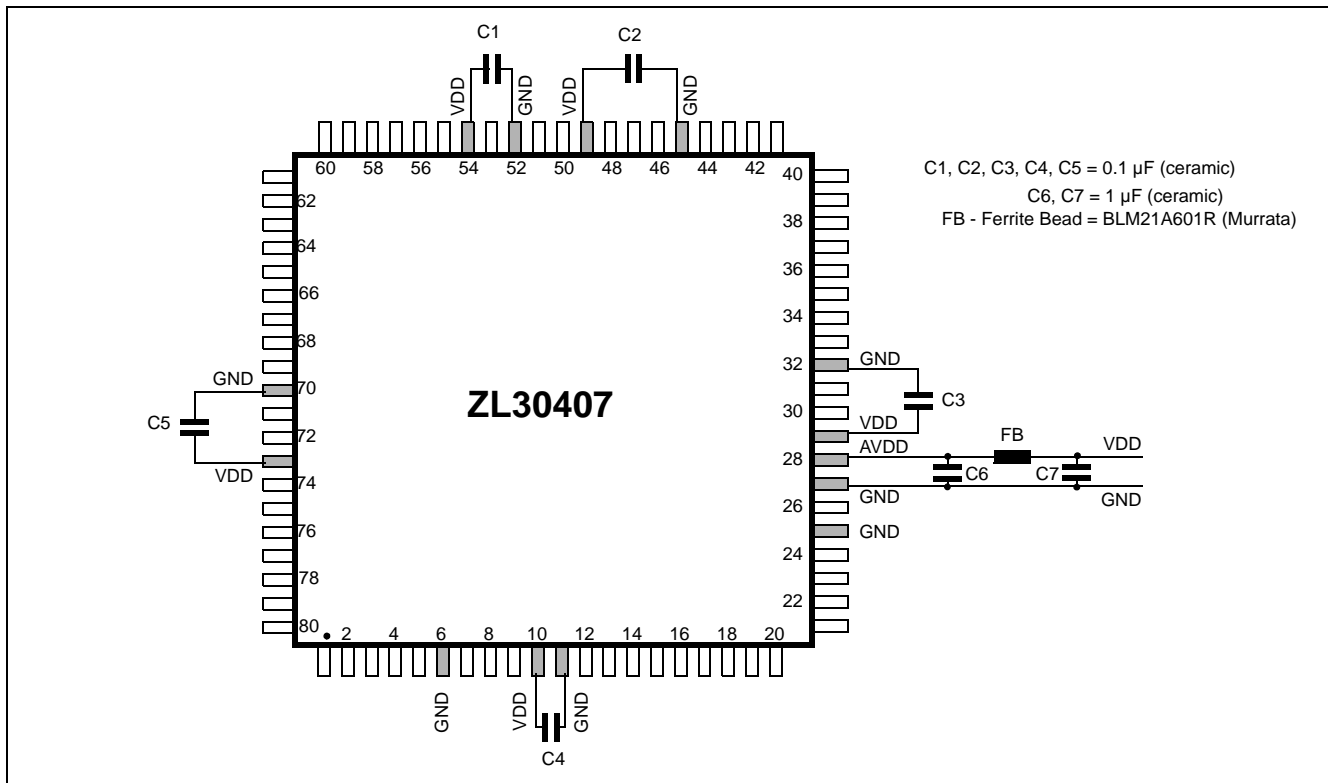 C1
C2
VDD
GND
VDD
GND
60 58 56 54 52 50 48 46 44 42
40
38
36
34
32
30
28
26
24
22
62
64
66
68
70
72
74
76
78
80
2 4 6 8 10 12 14 16 18 20
C1, C2, C3, C4, C5 = 0.1 µF (ceramic)
C6, C7 = 1 µF (ceramic)
FB - Ferrite Bead = BLM21A601R (Murrata)
ZL30407
GND
C5
VDD
GND
C3
VDD
AVDD
FB
VDD
C6
C7
GND
GND
GND
GND
VDD
GND
C4